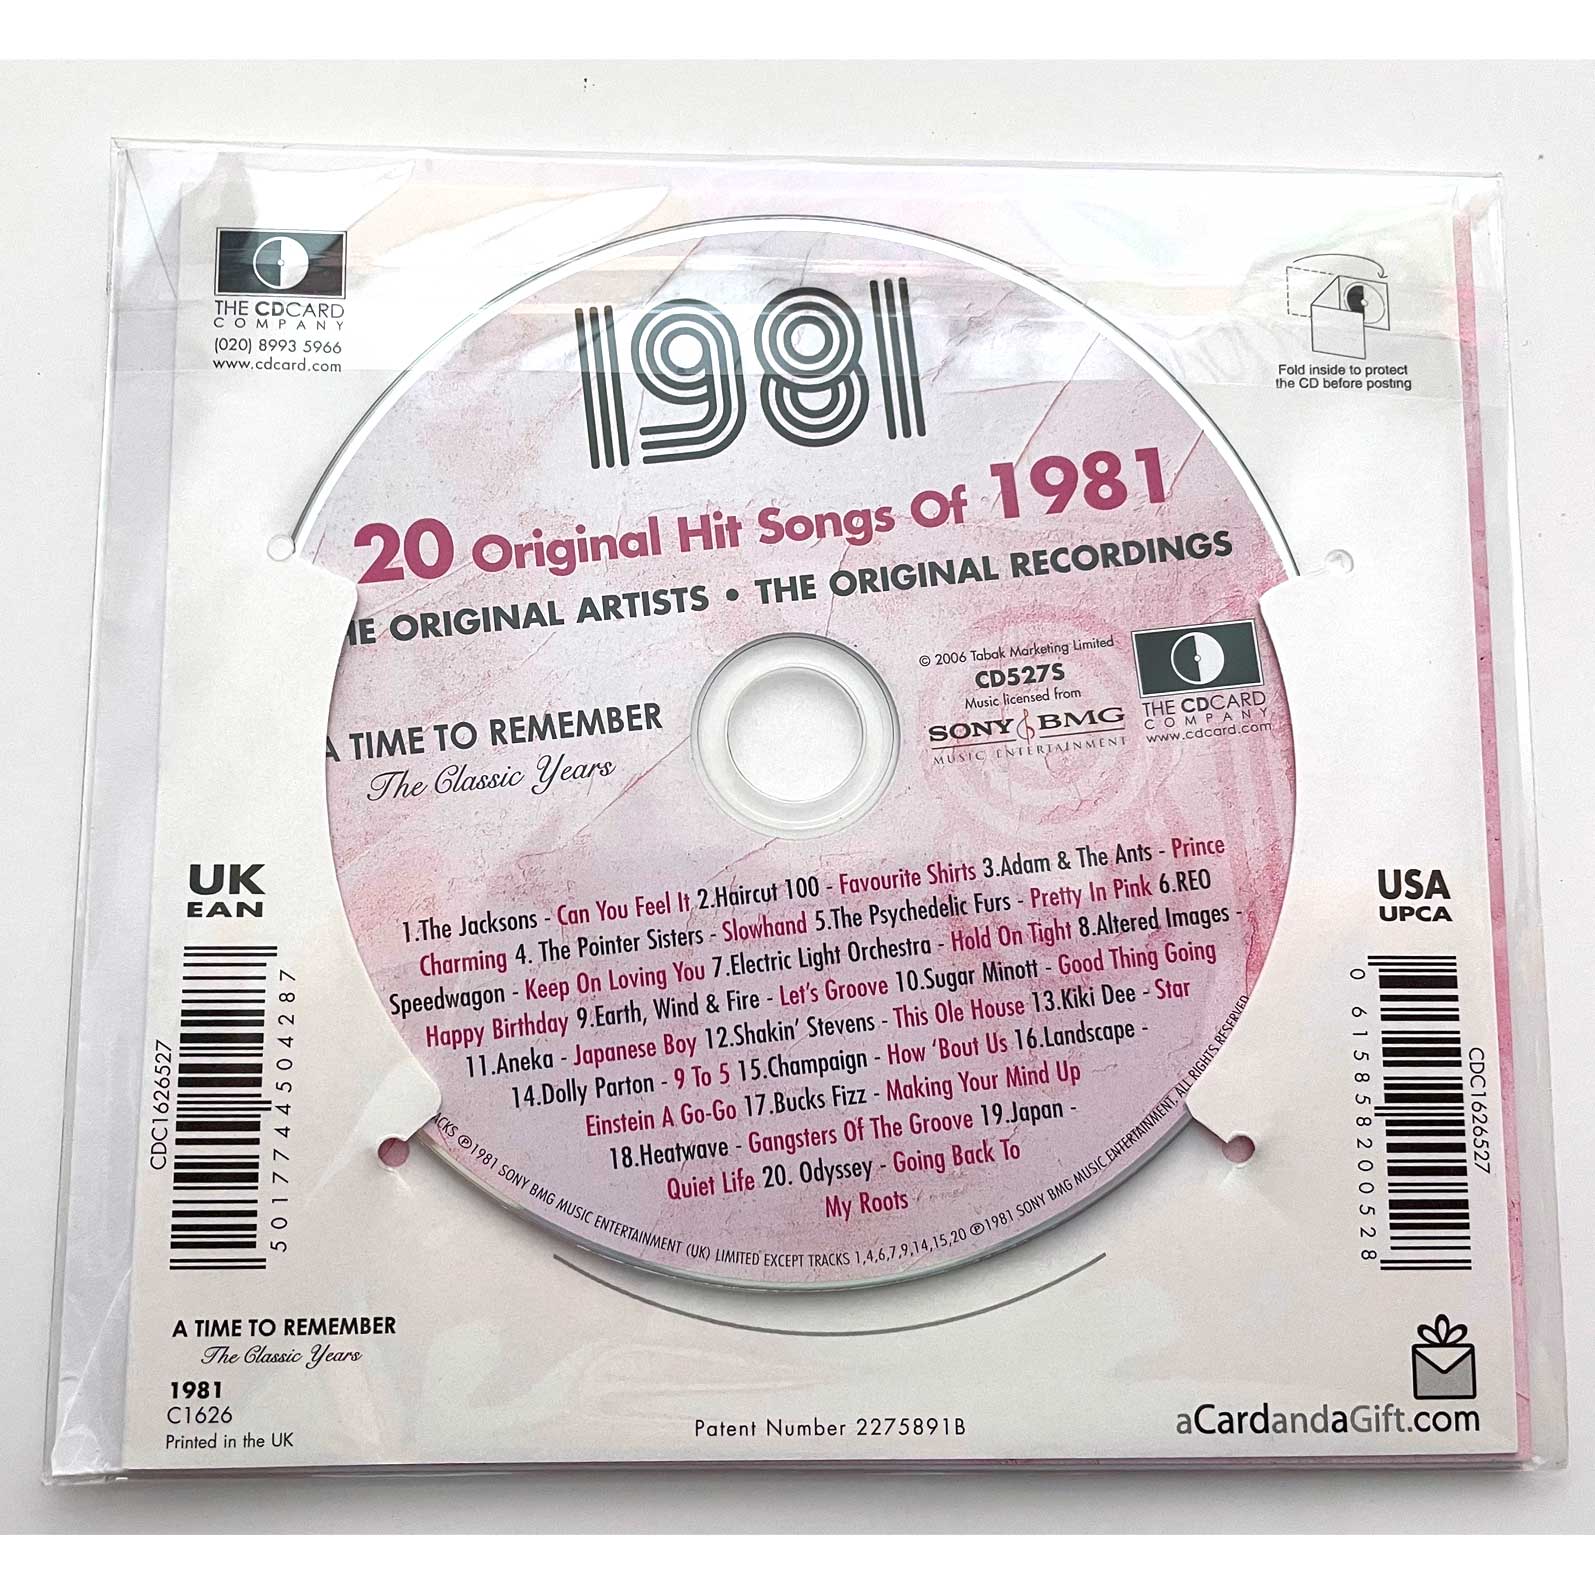 THE CDCARD
COMPANY
(020) 8993 5966
www.cdcard.com
Fold inside to protect
the CD before posting
1981
20 Original Hit Songs Of 1981
ORIGINAL ARTISTS • THE ORIGINAL RECORDINGS
© 2006 Tabak Marketing Limited
CD527S
Music licensed from
SONY BMG
MUSIC ENTERTAINMENT
THE CDCARD
COMPANY
www.cdcard.com
A TIME TO REMEMBER
The Classic Years
1.The Jacksons - Can You Feel It 2.Haircut 100 - Favourite Shirts 3.Adam & The Ants - Prince
Charming 4. The Pointer Sisters - Slowhand 5.The Psychedelic Furs - Pretty In Pink 6.REO
Speedwagon - Keep On Loving You 7.Electric Light Orchestra - Hold On Tight 8.Altered Images -
Happy Birthday 9.Earth, Wind & Fire - Let's Groove 10.Sugar Minott - Good Thing Going
11.Aneka - Japanese Boy 12.Shakin' Stevens - This Ole House 13.Kiki Dee - Star
14.Dolly Parton - 9 To 5 15.Champaign - How 'Bout Us 16.Landscape -
Einstein A Go-Go 17.Bucks Fizz - Making Your Mind Up
18.Heatwave - Gangsters Of The Groove 19.Japan -
Quiet Life 20. Odyssey - Going Back To
My Roots
℗1981 SONY BMG MUSIC ENTERTAINMENT (UK) LIMITED EXCEPT TRACKS 1,4,6,7,9,14,15,20 ℗1981 SONY BMG MUSIC ENTERTAINMENT. ALL RIGHTS RESERVED
UK
EAN
CDC1626527
5017744504287
USA
UPCA
0 61585820052 8
CDC1626527
A TIME TO REMEMBER
The Classic Years
1981
C1626
Printed in the UK
Patent Number 2275891B
aCardandaGift.com